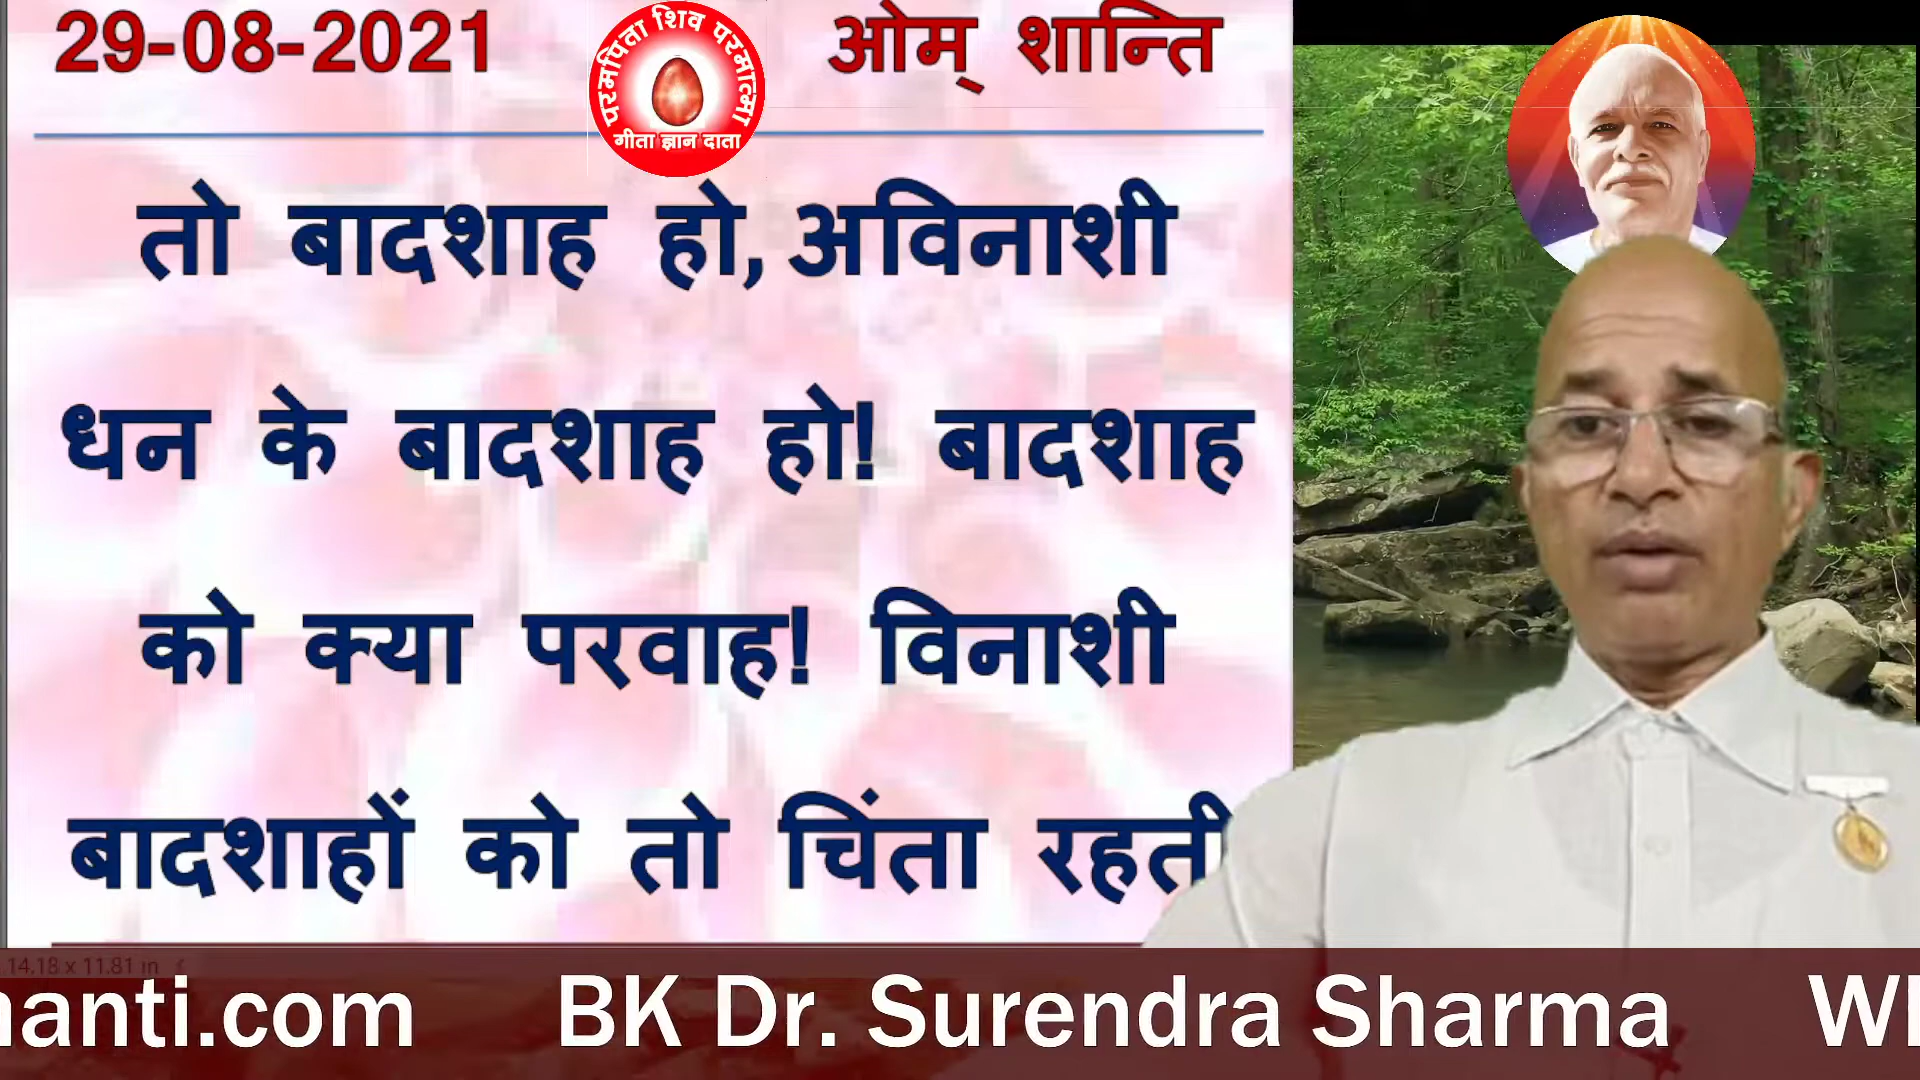 29-08-2021
ओम् शान्ति
परमपिता शिव परमात्मा
गीता ज्ञान दाता
तो बादशाह हो, अविनाशी
धन के बादशाह हो! बादशाह
को क्या परवाह! विनाशी
बादशाहों को तो चिंता रहती
14.18 x 11.81 in
hanti.com BK Dr. Surendra Sharma